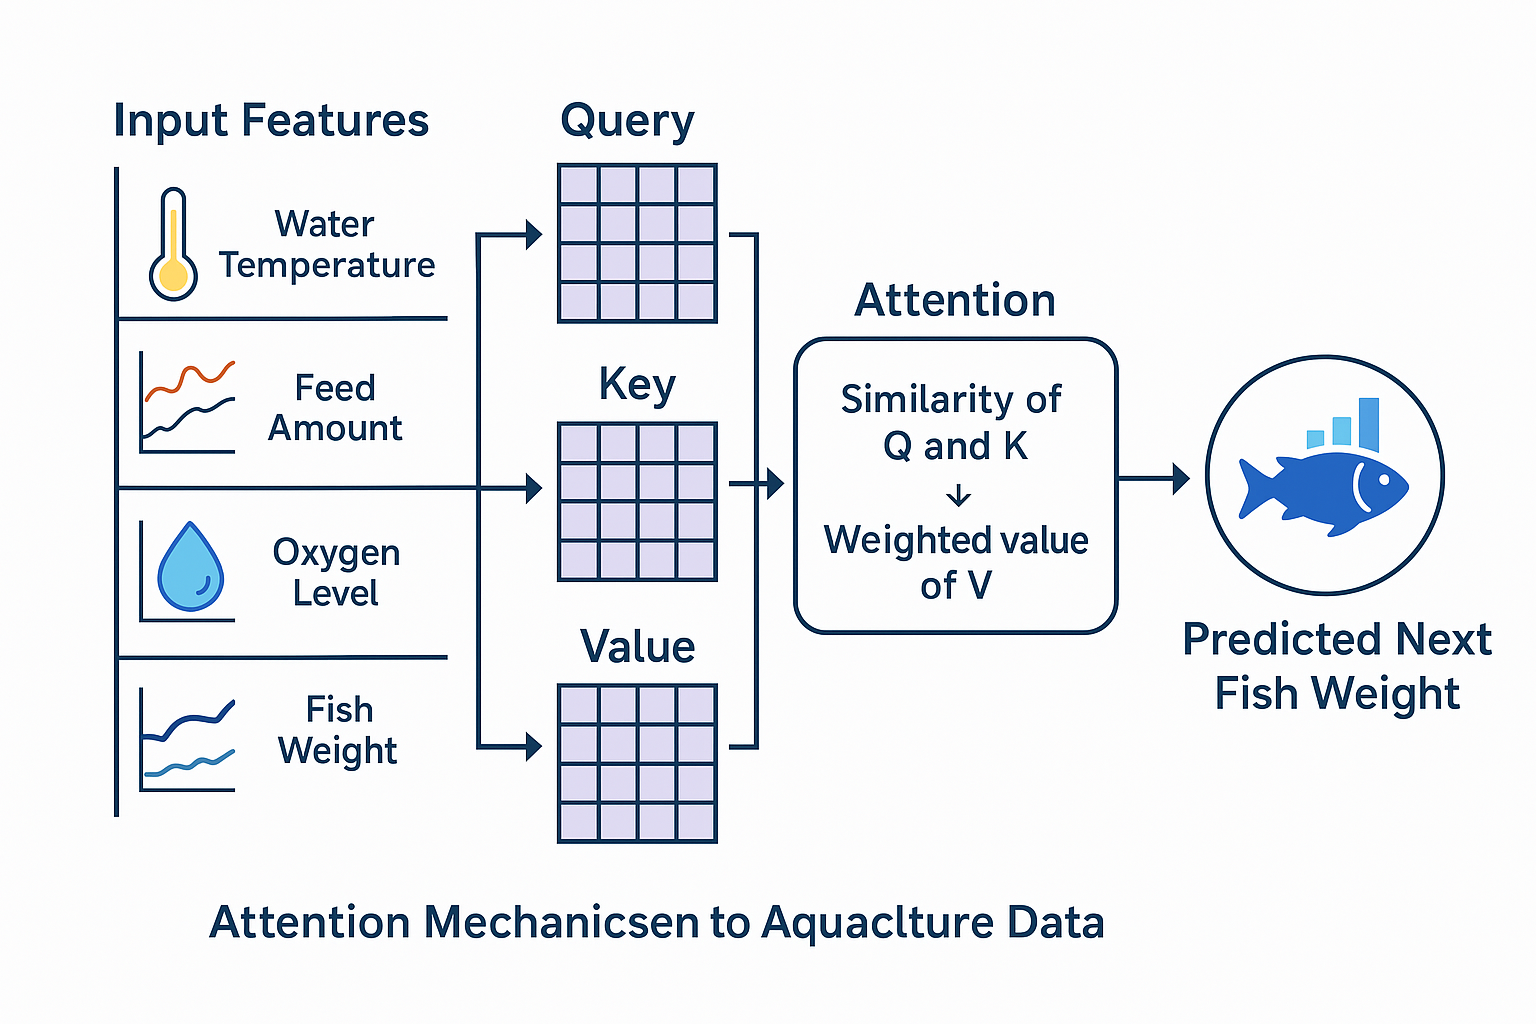 Input Features
Water
Temperature
Feed
Amount
Oxygen
Level
Fish
Weight
Query
Key
Value
Attention
Similarity of
Q and K
↓
Weighted value
of V
Predicted Next
Fish Weight
Attention Mechanicsen to Aquaclture Data